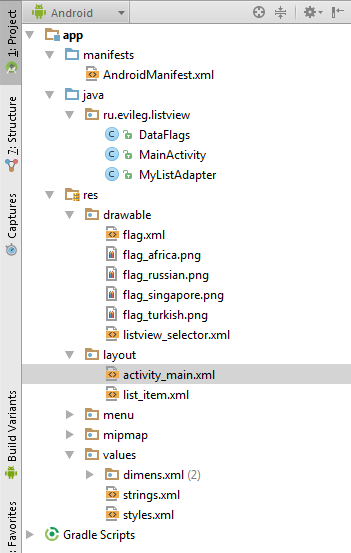 Android
1: Project
7: Structure
Captures
Build Variants
Favorites
app
manifests
AndroidManifest.xml
java
ru.evileg.listview
DataFlags
MainActivity
MyListAdapter
res
drawable
flag.xml
flag_africa.png
flag_russian.png
flag_singapore.png
flag_turkish.png
listview_selector.xml
layout
activity_main.xml
list_item.xml
menu
mipmap
values
dimens.xml (2)
strings.xml
styles.xml
Gradle Scripts